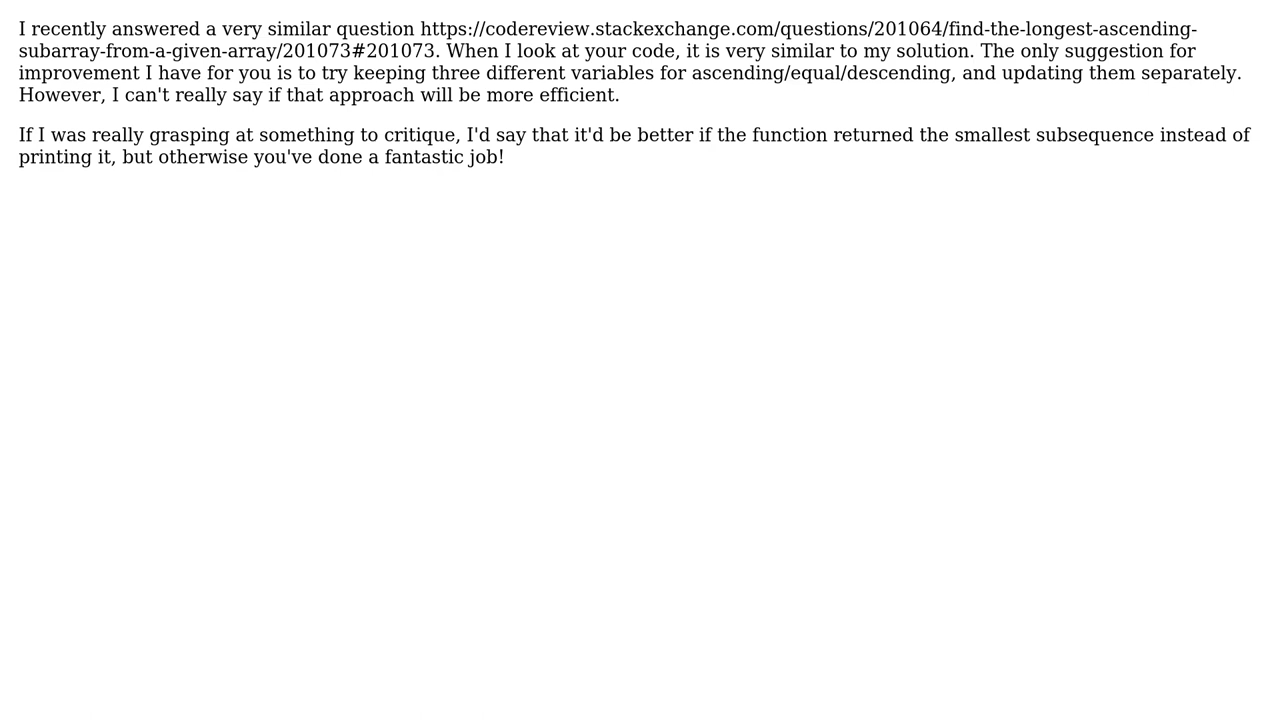 I recently answered a very similar question https://codereview.stackexchange.com/questions/201064/find-the-longest-ascending-
subarray-from-a-given-array/201073#201073. When I look at your code, it is very similar to my solution. The only suggestion for
improvement I have for you is to try keeping three different variables for ascending/equal/descending, and updating them separately.
However, I can't really say if that approach will be more efficient.
If I was really grasping at something to critique, I'd say that it'd be better if the function returned the smallest subsequence instead of
printing it, but otherwise you've done a fantastic job!